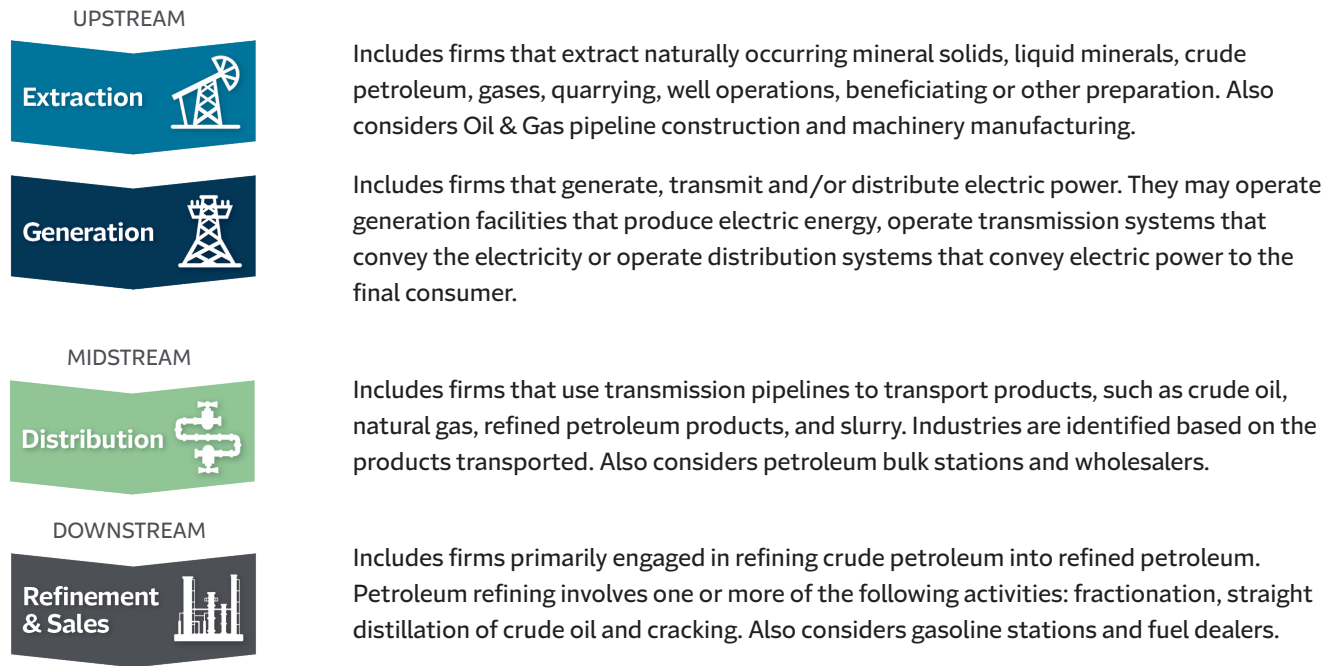 UPSTREAM
Extraction
Includes firms that extract naturally occurring mineral solids, liquid minerals, crude
petroleum, gases, quarrying, well operations, beneficiating or other preparation. Also
considers Oil & Gas pipeline construction and machinery manufacturing.
Generation
Includes firms that generate, transmit and/or distribute electric power. They may operate
generation facilities that produce electric energy, operate transmission systems that
convey the electricity or operate distribution systems that convey electric power to the
final consumer.
MIDSTREAM
Distribution
Includes firms that use transmission pipelines to transport products, such as crude oil,
natural gas, refined petroleum products, and slurry. Industries are identified based on the
products transported. Also considers petroleum bulk stations and wholesalers.
DOWNSTREAM
Refinement
& Sales
Includes firms primarily engaged in refining crude petroleum into refined petroleum.
Petroleum refining involves one or more of the following activities: fractionation, straight
distillation of crude oil and cracking. Also considers gasoline stations and fuel dealers.